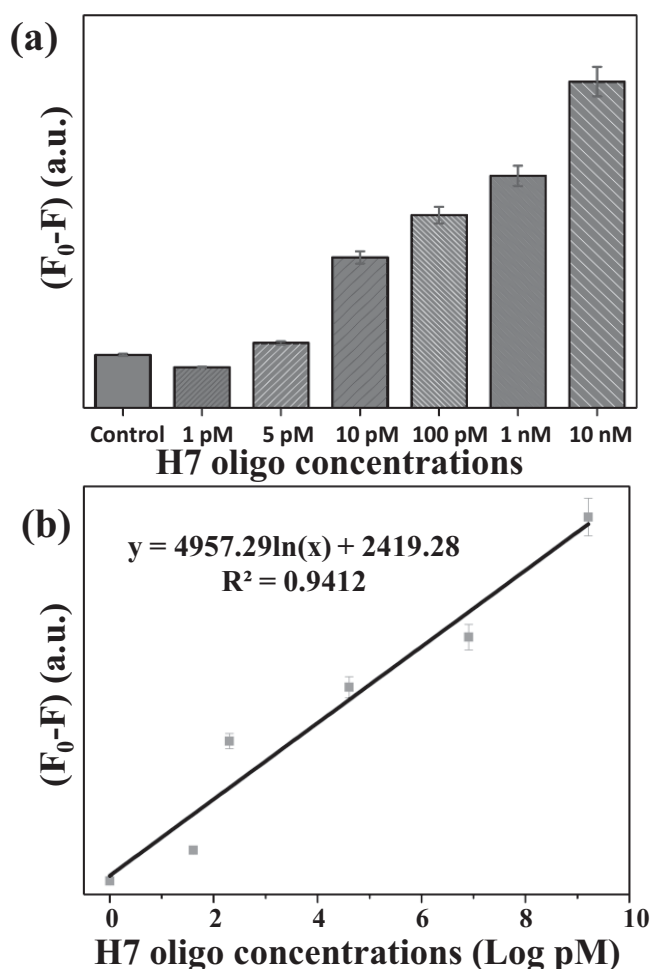 (a)
(F₀-F) (a.u.)
Control 1 pM 5 pM 10 pM 100 pM 1 nM 10 nM
H7 oligo concentrations
(b)
y = 4957.29ln(x) + 2419.28
R² = 0.9412
(F₀-F) (a.u.)
0 2 4 6 8 10
H7 oligo concentrations (Log pM)